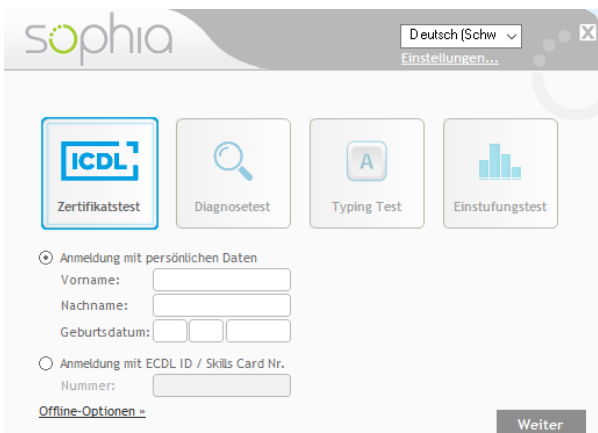 sophia
Deutsch (Schw
Einstellungen...
X
ICDL
Zertifikatstest
Diagnosetest
A
Typing Test
Einstufungstest
Anmeldung mit persönlichen Daten
Vorname:
Nachname:
Geburtsdatum:
Anmeldung mit ECDL ID / Skills Card Nr.
Nummer:
Offline-Optionen »
Weiter